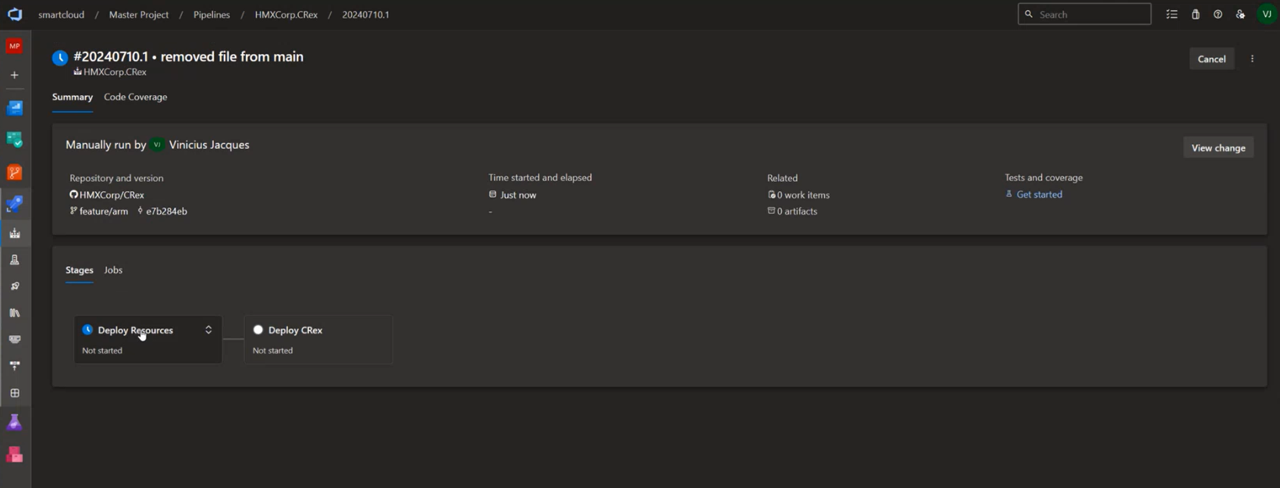 smartcloud / Master Project / Pipelines / HMXCorp.CRex / 20240710.1 Search VJ
MP
#20240710.1 • removed file from main
HMXCorp.CRex
Cancel
Summary Code Coverage
Manually run by VJ Vinicius Jacques
View change
Repository and version Time started and elapsed Related Tests and coverage
HMXCorp/CRex Just now 0 work items Get started
feature/arm e7b284eb - 0 artifacts
Stages Jobs
Deploy Resources Deploy CRex
Not started Not started